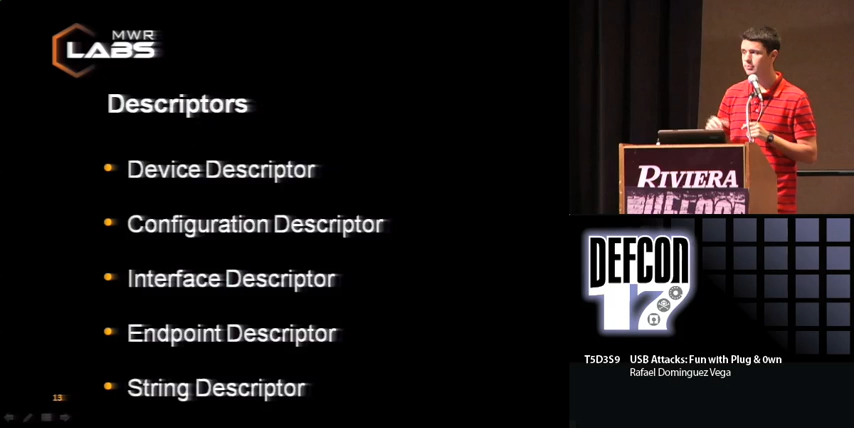 MWR
LABS
Descriptors
Device Descriptor
Configuration Descriptor
Interface Descriptor
Endpoint Descriptor
String Descriptor
13
RIVIERA
DEFCON
17
T5D3S9 USB Attacks: Fun with Plug & 0wn
Rafael Dominguez Vega